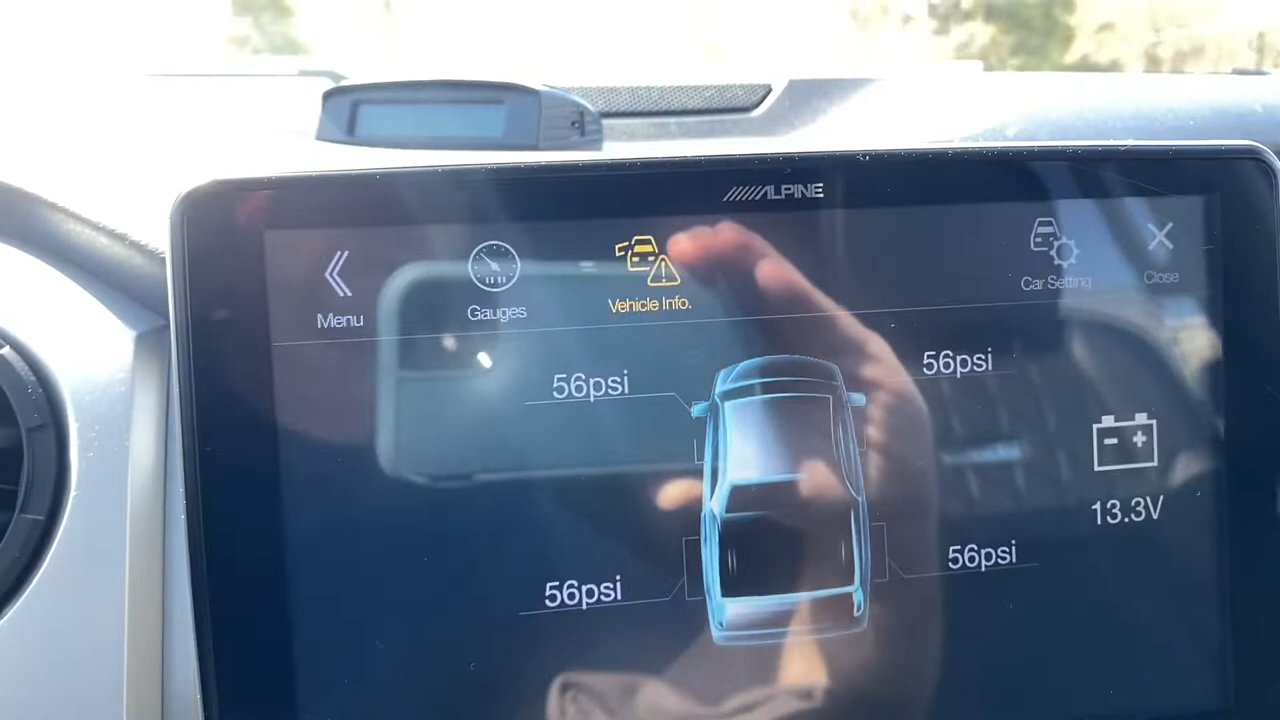 ALPINE
Menu
Gauges
Vehicle Info.
Car Setting
Close
56psi
56psi
13.3V
56psi
56psi